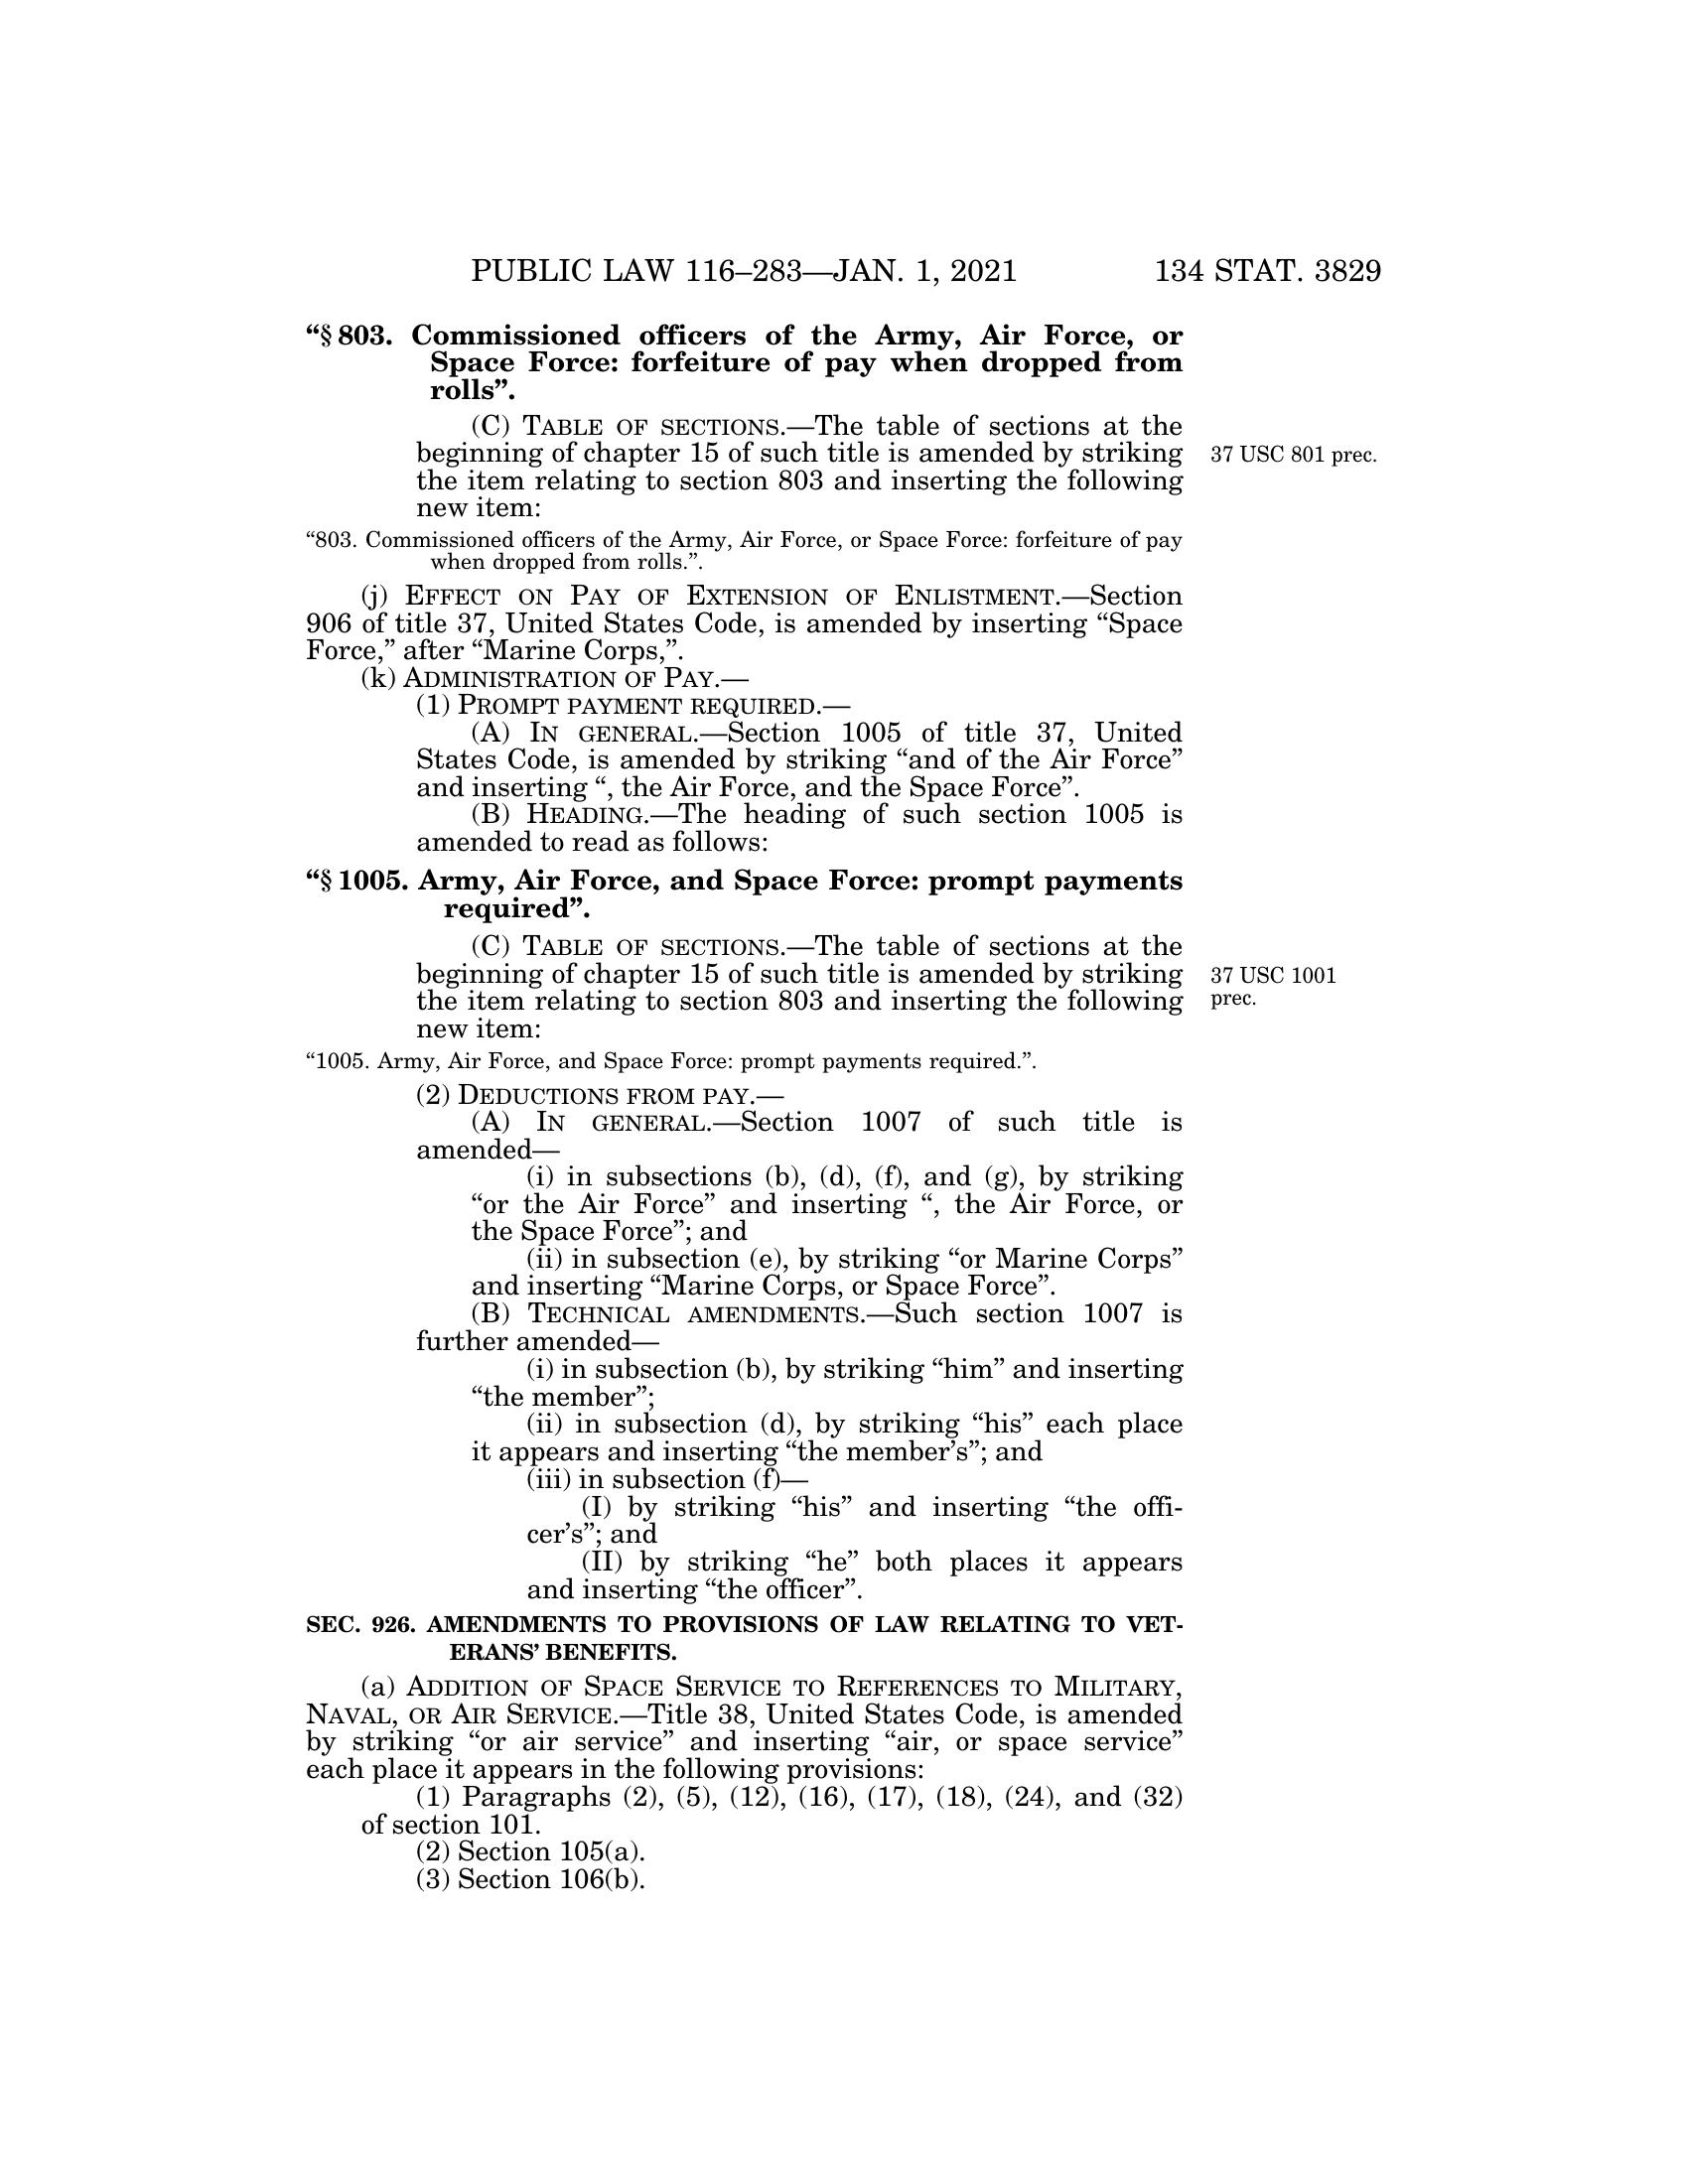 PUBLIC LAW 116–283—JAN. 1, 2021
134 STAT. 3829
“§ 803. Commissioned officers of the Army, Air Force, or
Space Force: forfeiture of pay when dropped from
rolls”.
(C) TABLE OF SECTIONS.—The table of sections at the
beginning of chapter 15 of such title is amended by striking
the item relating to section 803 and inserting the following
new item:
37 USC 801 prec.
“803. Commissioned officers of the Army, Air Force, or Space Force: forfeiture of pay
when dropped from rolls.”.
(j) EFFECT ON PAY OF EXTENSION OF ENLISTMENT.—Section
906 of title 37, United States Code, is amended by inserting “Space
Force,” after “Marine Corps,”.
(k) ADMINISTRATION OF PAY.—
(1) PROMPT PAYMENT REQUIRED.—
(A) IN GENERAL.—Section 1005 of title 37, United
States Code, is amended by striking “and of the Air Force”
and inserting “, the Air Force, and the Space Force”.
(B) HEADING.—The heading of such section 1005 is
amended to read as follows:
“§ 1005. Army, Air Force, and Space Force: prompt payments
required”.
(C) TABLE OF SECTIONS.—The table of sections at the
beginning of chapter 15 of such title is amended by striking
the item relating to section 803 and inserting the following
new item:
37 USC 1001
prec.
“1005. Army, Air Force, and Space Force: prompt payments required.”.
(2) DEDUCTIONS FROM PAY.—
(A) IN GENERAL.—Section 1007 of such title is
amended—
(i) in subsections (b), (d), (f), and (g), by striking
“or the Air Force” and inserting “, the Air Force, or
the Space Force”; and
(ii) in subsection (e), by striking “or Marine Corps”
and inserting “Marine Corps, or Space Force”.
(B) TECHNICAL AMENDMENTS.—Such section 1007 is
further amended—
(i) in subsection (b), by striking “him” and inserting
“the member”;
(ii) in subsection (d), by striking “his” each place
it appears and inserting “the member’s”; and
(iii) in subsection (f)—
(I) by striking “his” and inserting “the offi-
cer’s”; and
(II) by striking “he” both places it appears
and inserting “the officer”.
SEC. 926. AMENDMENTS TO PROVISIONS OF LAW RELATING TO VET-
ERANS’ BENEFITS.
(a) ADDITION OF SPACE SERVICE TO REFERENCES TO MILITARY,
NAVAL, OR AIR SERVICE.—Title 38, United States Code, is amended
by striking “or air service” and inserting “air, or space service”
each place it appears in the following provisions:
(1) Paragraphs (2), (5), (12), (16), (17), (18), (24), and (32)
of section 101.
(2) Section 105(a).
(3) Section 106(b).